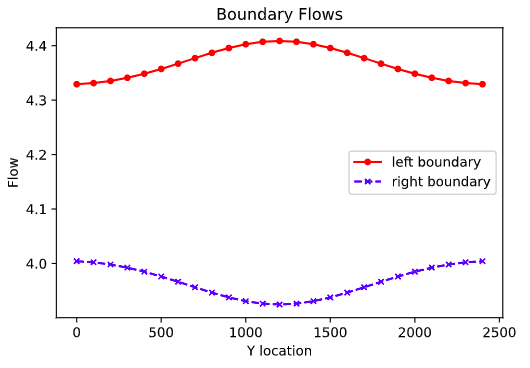 Boundary Flows
4.4
4.3
4.2
4.1
4.0
Flow
left boundary
right boundary
0 500 1000 1500 2000 2500
Y location